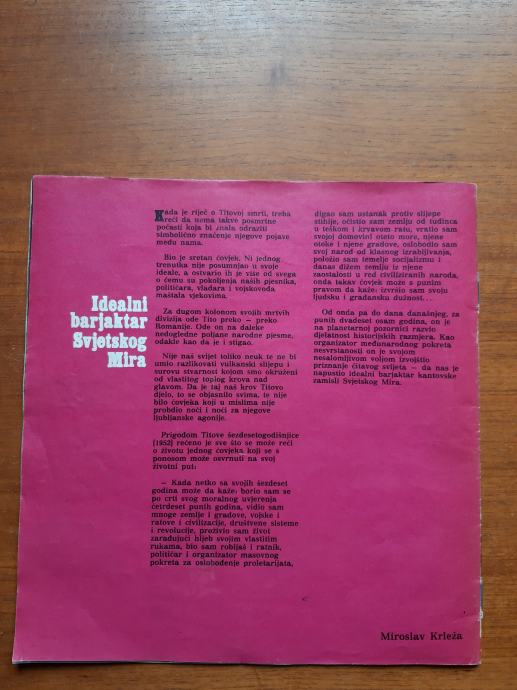 Idealni
barjaktar
Svjetskog
Mira
Kada je riječ o Titovoj smrti, treba
reći da nema takve posmrtne
počasti koja bi znala odraziti
simbolično značenje njegove pojave
među nama.
Bio je sretan čovjek. Ni jednog
trenutka nije posumnjao u svoje
ideale, a ostvario ih je više od svega
o čemu su pokoljenja naših pjesnika,
političara, vladara i vojskovođa
maštala vjekovima.
Za dugom kolonom svojih mrtvih
divizija ode Tito preko — preko
Romanije. Ode on na daleke
nedogledne poljane narodne pjesme,
odakle kao da je i stigao.
Nije naš svijet toliko neuk te ne bi
umio razlikovati vulkanski slijepu i
surovu stvarnost kojom smo okruženi
od vlastitog toplog krova nad
glavom. Da je taj naš krov Titovo
djelo, to se objasnilo svima, te nije
bilo čovjeka koji u mislima nije
probdio noći i noći za njegove
ljubljanske agonije.
Prigodom Titove šezdesetogodišnjice
(1952) rečeno je sve što se može reći
o životu jednog čovjeka koji se s
ponosom može osvrnuti na svoj
životni put:
— Kada netko sa svojih šezdeset
godina može da kaže: borio sam se
po crti svog moralnog uvjerenja
četrdeset punih godina, vidio sam
mnoge zemlje i gradove, vojske i
ratove i civilizacije, društvene sisteme
i revolucije, proživio sam život
zarađujući hljeb svojim vlastitim
rukama, bio sam robijaš i ratnik,
političar i organizator masovnog
pokreta za oslobođenje proletarijata,
digao sam ustanak protiv slijepe
stihije, očistio sam zemlju od tuđinca
u teškom i krvavom ratu, vratio sam
svojoj domovini oteto more, njene
otoke i njene gradove, oslobodio sam
svoj narod od klasnog izrabljivanja,
položio sam temelje socijalizmu i
danas dižem zemlju iz njene
zaostalosti u red civiliziranih naroda,
onda takav čovjek može s punim
pravom da kaže: izvršio sam svoju
ljudsku i građansku dužnost...
Od onda pa do dana današnjeg, za
punih dvadeset osam godina, on je
na planetarnoj pozornici razvio
djelatnost historijskih razmjera. Kao
organizator međunarodnog pokreta
nesvrstanosti on je svojom
nesalomivom voljom izvojštio
priznanje čitavog svijeta — da nas je
napustio idealni barjaktar kantovske
zamisli Svjetskog Mira.
Miroslav Krleža